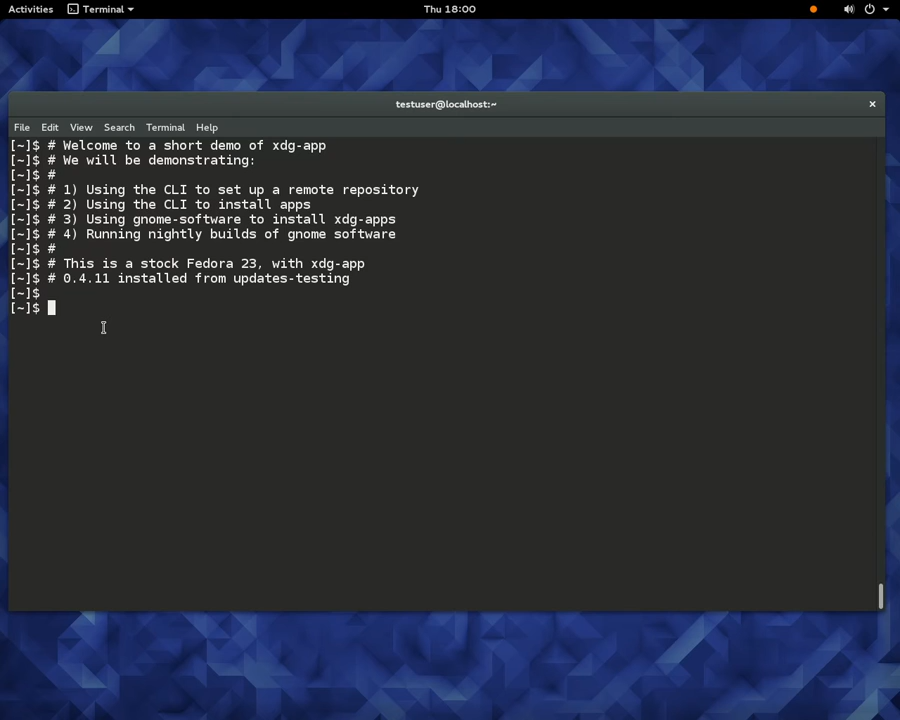 Activities Terminal Thu 18:00
testuser@localhost:~
File Edit View Search Terminal Help
[~]$ # Welcome to a short demo of xdg-app
[~]$ # We will be demonstrating:
[~]$ #
[~]$ # 1) Using the CLI to set up a remote repository
[~]$ # 2) Using the CLI to install apps
[~]$ # 3) Using gnome-software to install xdg-apps
[~]$ # 4) Running nightly builds of gnome software
[~]$ #
[~]$ # This is a stock Fedora 23, with xdg-app
[~]$ # 0.4.11 installed from updates-testing
[~]$
[~]$